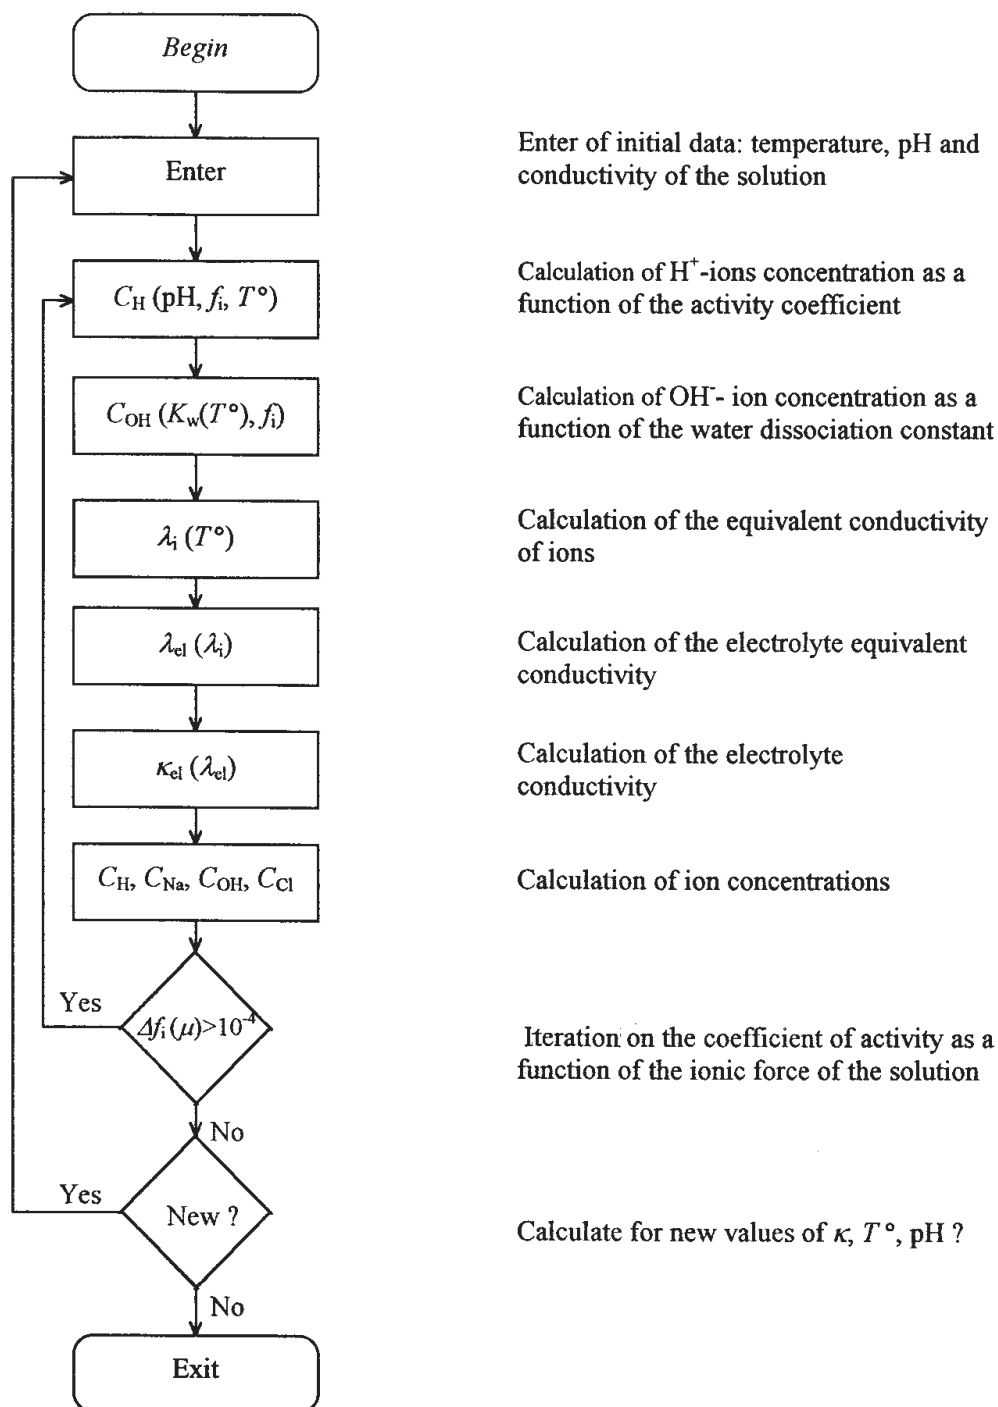 Begin
Enter
Enter of initial data: temperature, pH and
conductivity of the solution
C_H (pH, f_i, T°)
Calculation of H⁺-ions concentration as a
function of the activity coefficient
C_OH (K_w(T°), f_i)
Calculation of OH⁻- ion concentration as a
function of the water dissociation constant
λ_i (T°)
Calculation of the equivalent conductivity
of ions
λ_el (λ_i)
Calculation of the electrolyte equivalent
conductivity
κ_el (λ_el)
Calculation of the electrolyte
conductivity
C_H, C_Na, C_OH, C_Cl
Calculation of ion concentrations
Yes
Δf_i(μ)>10⁻⁴
Iteration on the coefficient of activity as a
function of the ionic force of the solution
No
Yes
New ?
Calculate for new values of κ, T°, pH ?
No
Exit